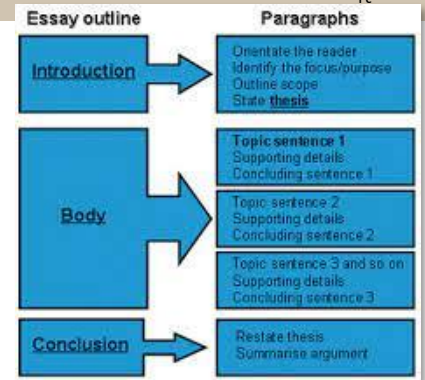 Essay outline
Paragraphs
Introduction
Orientate the reader
Identify the focus/purpose
Outline scope
State thesis
Body
Topic sentence 1
Supporting details
Concluding sentence 1
Topic sentence 2
Supporting details
Concluding sentence 2
Topic sentence 3 and so on
Supporting details
Concluding sentence 3
Conclusion
Restate thesis
Summarise argument